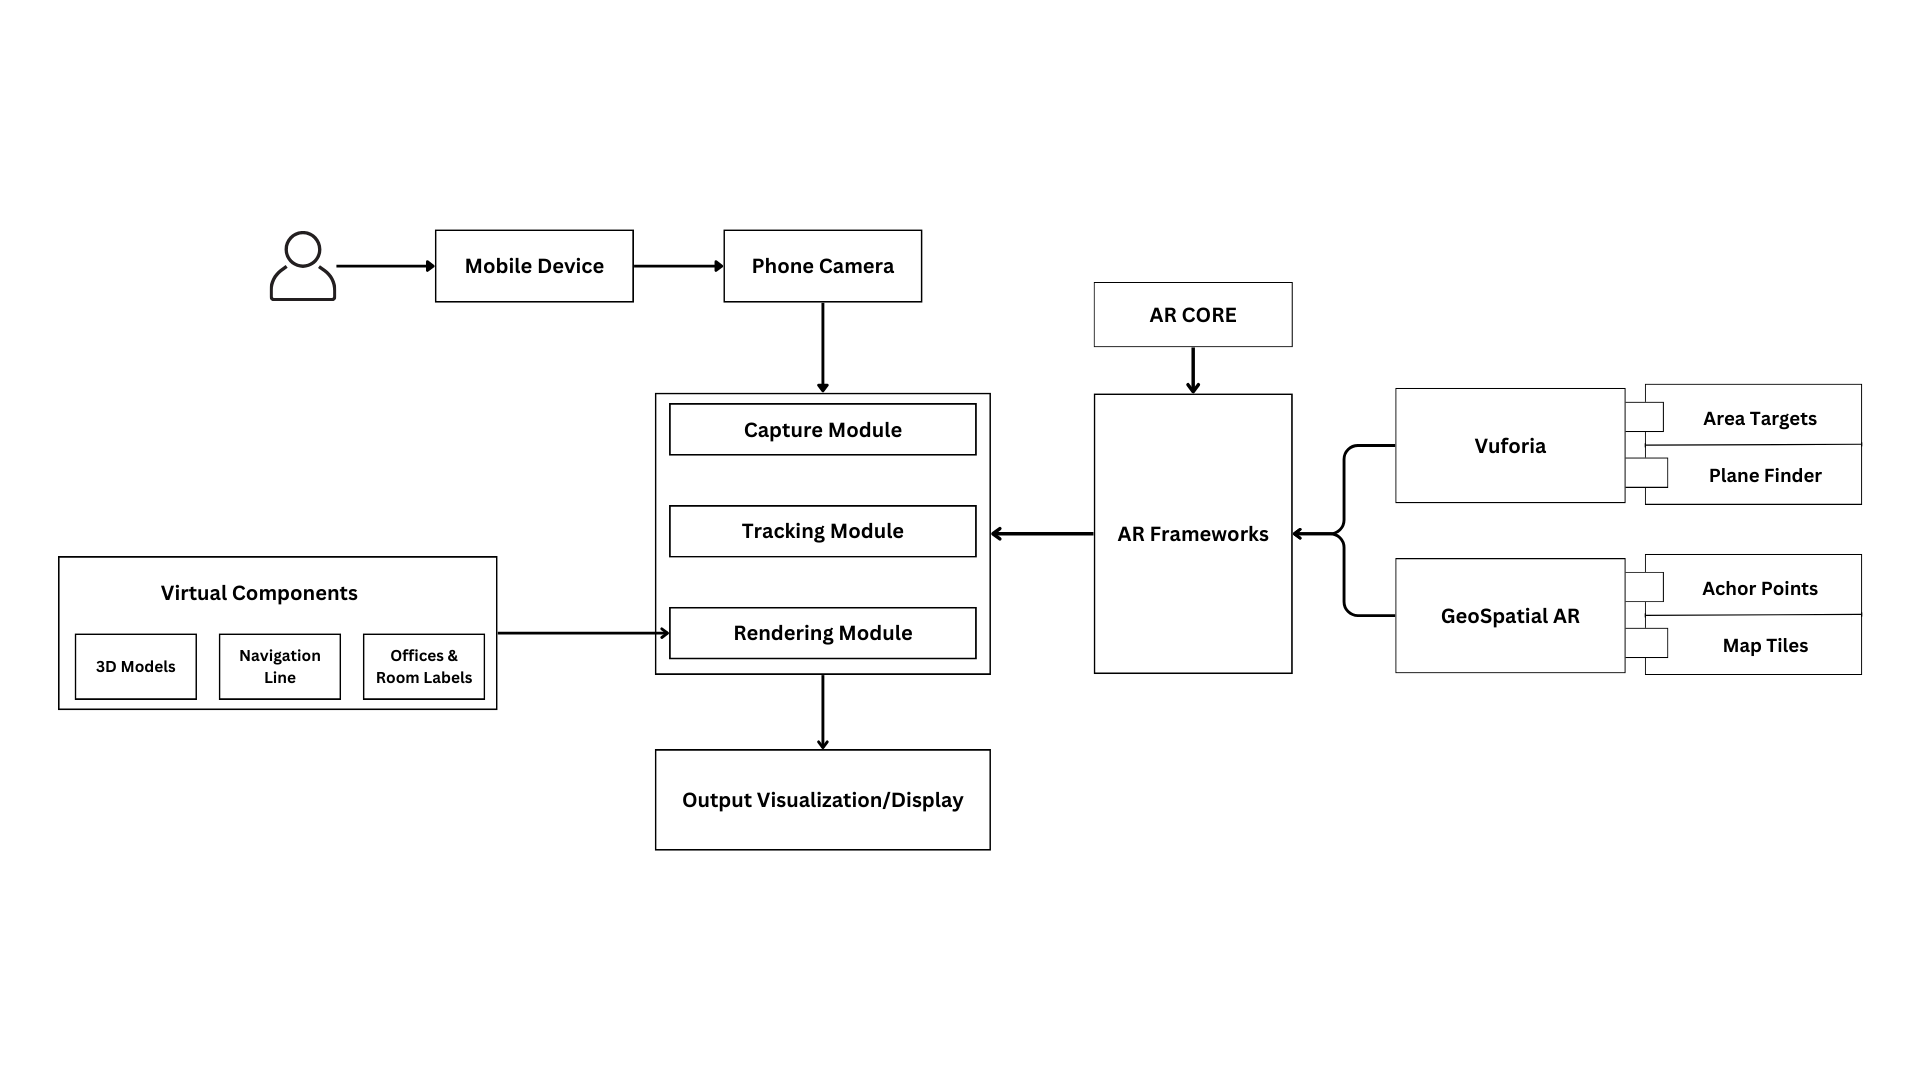 Mobile Device
Phone Camera
AR CORE
Capture Module
Tracking Module
Rendering Module
AR Frameworks
Vuforia
Area Targets
Plane Finder
GeoSpatial AR
Achor Points
Map Tiles
Virtual Components
3D Models
Navigation
Line
Offices &
Room Labels
Output Visualization/Display